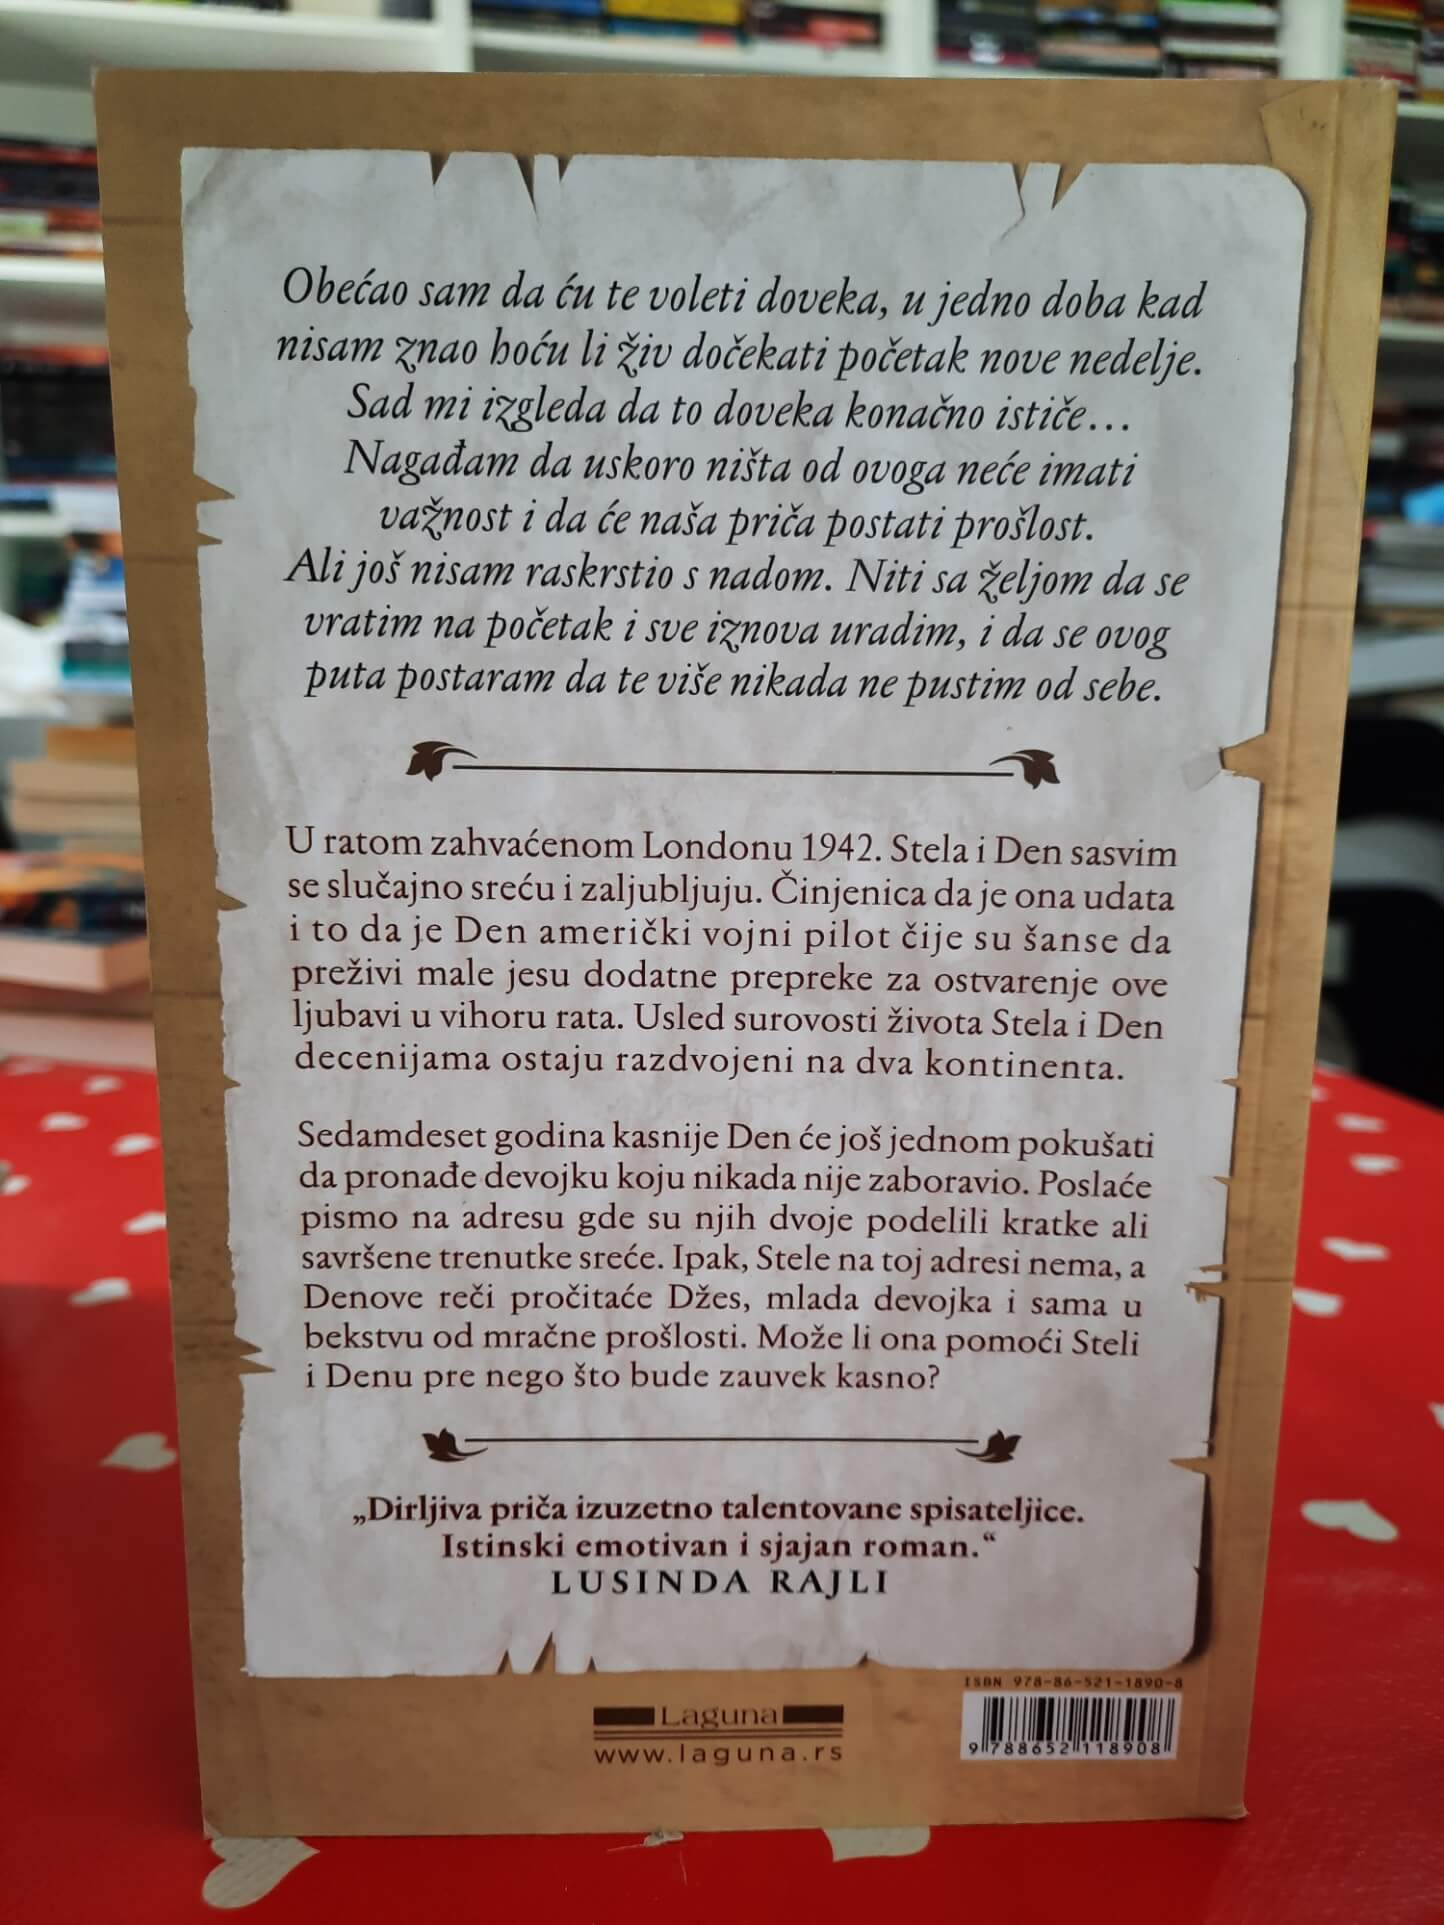 Obećao sam da ću te voleti doveka, u jedno doba kad
nisam znao hoću li živ dočekati početak nove nedelje.
Sad mi izgleda da to doveka konačno ističe...
Nagađam da uskoro ništa od ovoga neće imati
važnost i da će naša priča postati prošlost.
Ali još nisam raskrstio s nadom. Niti sa željom da se
vratim na početak i sve iznova uradim, i da se ovog
puta postaram da te više nikada ne pustim od sebe.
U ratom zahvaćenom Londonu 1942. Stela i Den sasvim
se slučajno sreću i zaljubljuju. Činjenica da je ona udata
i to da je Den američki vojni pilot čije su šanse da
preživi male jesu dodatne prepreke za ostvarenje ove
ljubavi u vihoru rata. Usled surovosti života Stela i Den
decenijama ostaju razdvojeni na dva kontinenta.
Sedamdeset godina kasnije Den će još jednom pokušati
da pronađe devojku koju nikada nije zaboravio. Poslaće
pismo na adresu gde su njih dvoje podelili kratke ali
savršene trenutke sreće. Ipak, Stele na toj adresi nema, a
Denove reči pročitaće Džes, mlada devojka i sama u
bekstvu od mračne prošlosti. Može li ona pomoći Steli
i Denu pre nego što bude zauvek kasno?
„Dirljiva priča izuzetno talentovane spisateljice.
Istinski emotivan i sjajan roman.“
LUSINDA RAJLI
ISBN 978-86-521-1890-8
Laguna
www.laguna.rs
9 788652 118908